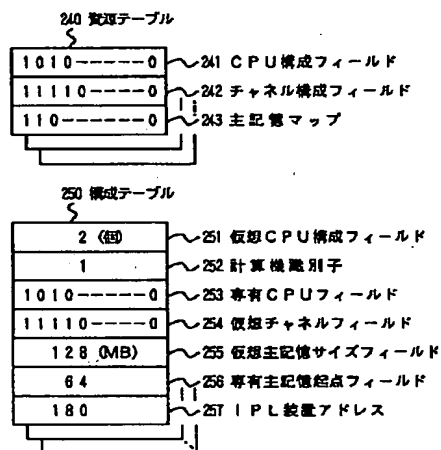 240 資源テーブル
1010-----0 241 CPU構成フィールド
11110----0 242 チャネル構成フィールド
110------0 243 主記憶マップ
250 構成テーブル
2 (個) 251 仮想CPU構成フィールド
1 252 計算機識別子
1010-----0 253 専有CPUフィールド
11110----0 254 仮想チャネルフィールド
128 (MB) 255 仮想主記憶サイズフィールド
64 256 専有主記憶起点フィールド
180 257 IPL装置アドレス